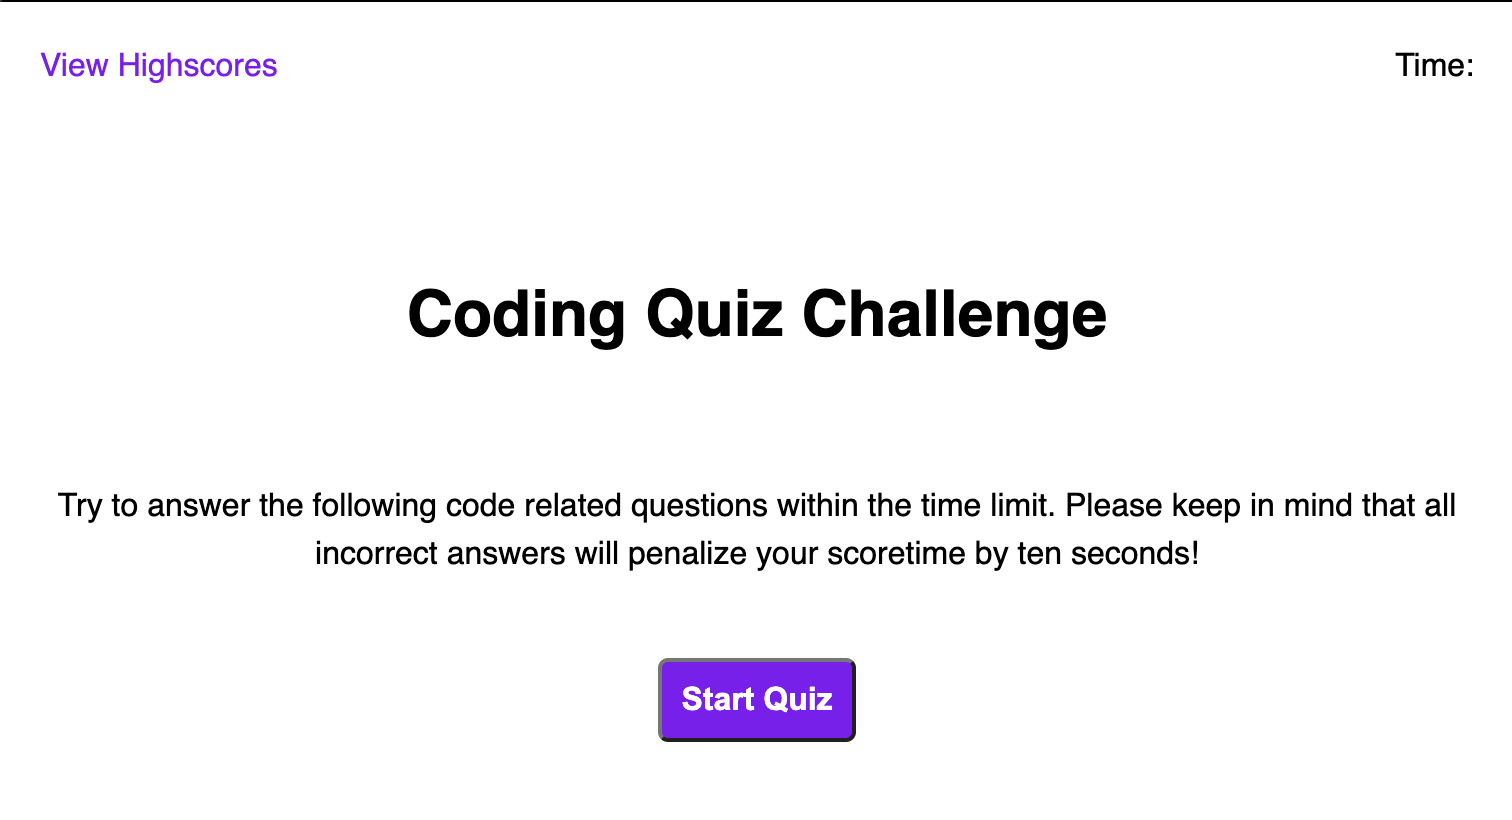 View Highscores
Time:
Coding Quiz Challenge
Try to answer the following code related questions within the time limit. Please keep in mind that all
incorrect answers will penalize your scoretime by ten seconds!
Start Quiz